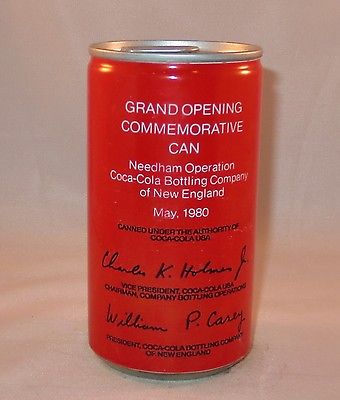 GRAND OPENING
COMMEMORATIVE
CAN
Needham Operation
Coca-Cola Bottling Company
of New England
May, 1980
CANNED UNDER THE AUTHORITY OF
COCA-COLA USA
Charles K. Holmes Jr.
VICE PRESIDENT, COCA-COLA USA
CHAIRMAN, COMPANY BOTTLING OPERATIONS
William P. Carey
PRESIDENT, COCA-COLA BOTTLING COMPANY
OF NEW ENGLAND